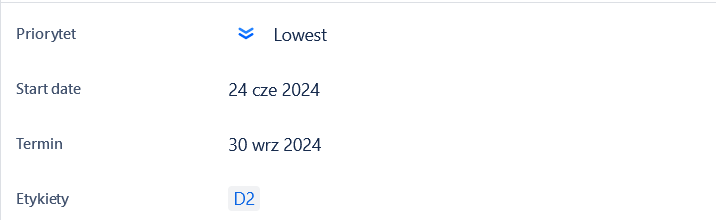 Priorytet Lowest
Start date 24 cze 2024
Termin 30 wrz 2024
Etykiety D2